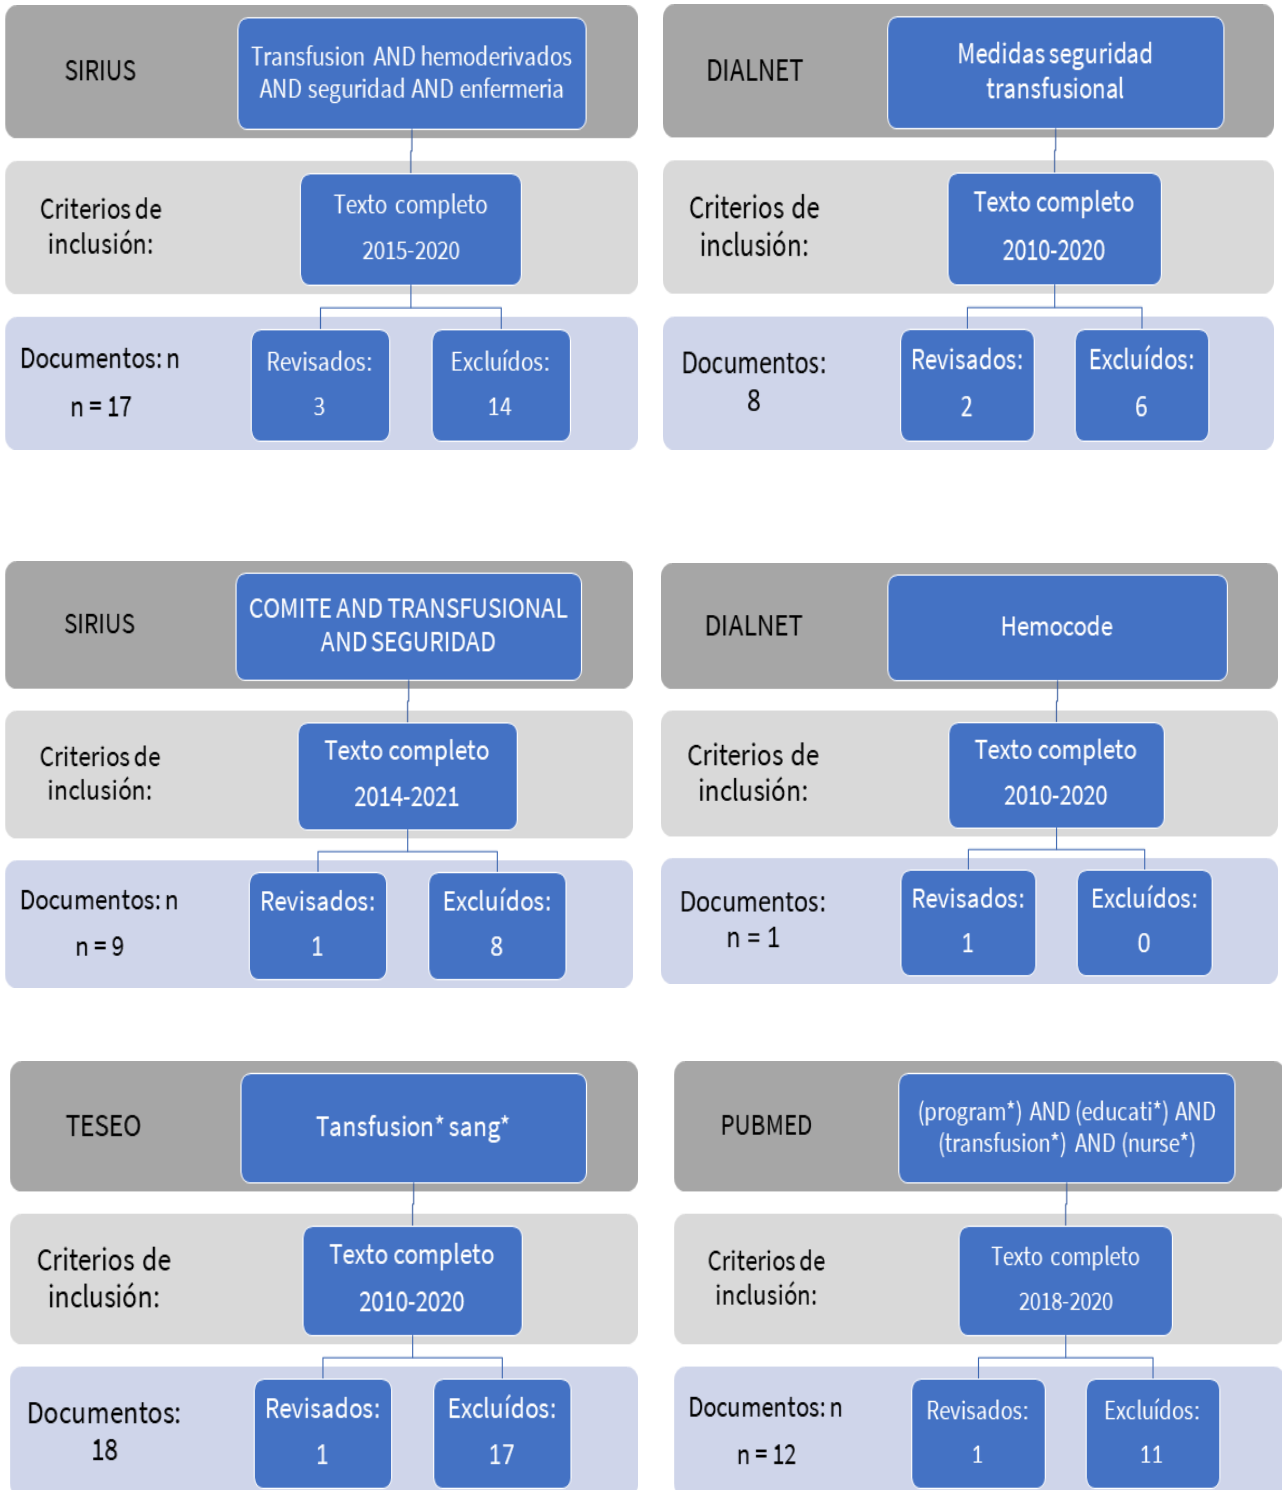 SIRIUS
Transfusion AND hemoderivados
AND seguridad AND enfermeria
Criterios de
inclusión:
Texto completo
2015-2020
Documentos: n
n = 17
Revisados:
3
Excluídos:
14
DIALNET
Medidas seguridad
transfusional
Criterios de
inclusión:
Texto completo
2010-2020
Documentos:
8
Revisados:
2
Excluídos:
6
SIRIUS
COMITE AND TRANSFUSIONAL
AND SEGURIDAD
Criterios de
inclusión:
Texto completo
2014-2021
Documentos: n
n = 9
Revisados:
1
Excluídos:
8
DIALNET
Hemocode
Criterios de
inclusión:
Texto completo
2010-2020
Documentos:
n = 1
Revisados:
1
Excluídos:
0
TESEO
Tansfusion* sang*
Criterios de
inclusión:
Texto completo
2010-2020
Documentos:
18
Revisados:
1
Excluídos:
17
PUBMED
(program*) AND (educati*) AND
(transfusion*) AND (nurse*)
Criterios de
inclusión:
Texto completo
2018-2020
Documentos: n
n = 12
Revisados:
1
Excluídos:
11